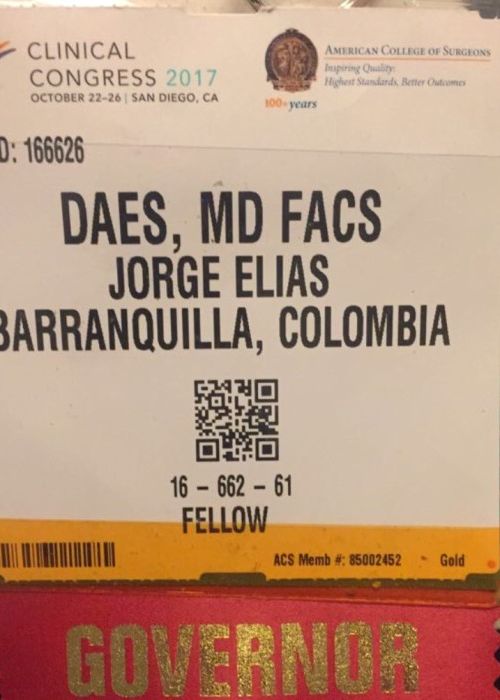 CLINICAL
CONGRESS 2017
OCTOBER 22–26 | SAN DIEGO, CA
AMERICAN COLLEGE OF SURGEONS
Inspiring Quality:
Highest Standards, Better Outcomes
100+years
D: 166626
DAES, MD FACS
JORGE ELIAS
BARRANQUILLA, COLOMBIA
16 – 662 – 61
FELLOW
ACS Memb #: 85002452 - Gold
GOVERNOR